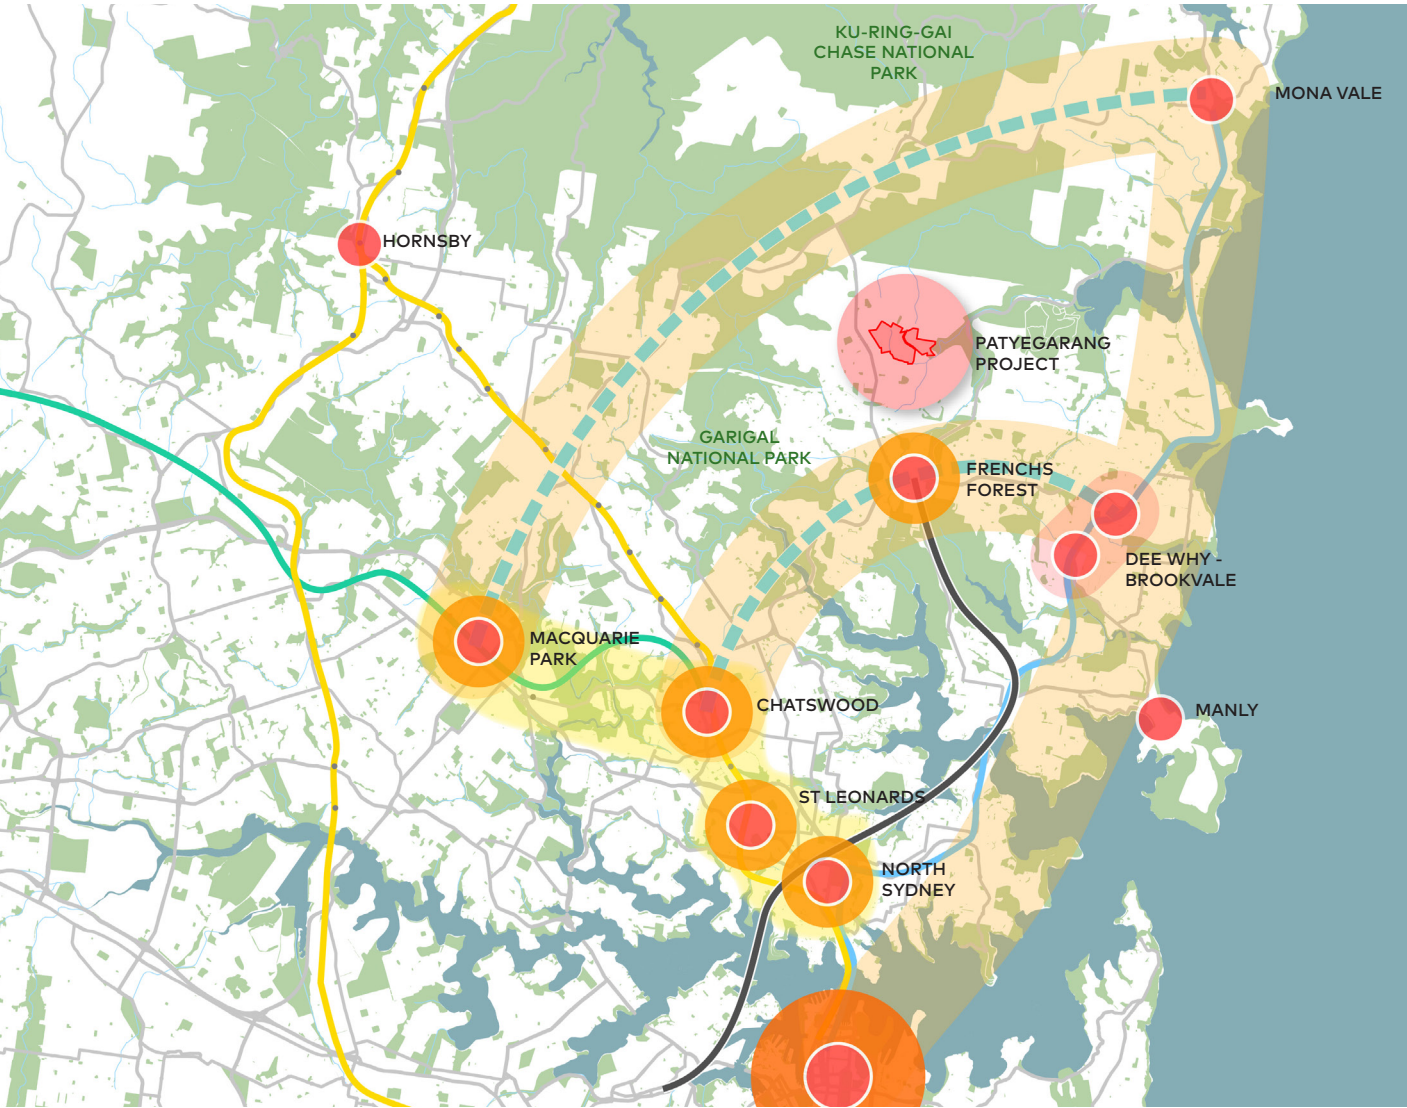 KU-RING-GAI
CHASE NATIONAL
PARK
MONA VALE
HORNSBY
PATYEGARANG
PROJECT
GARIGAL
NATIONAL PARK
FRENCHS
FOREST
DEE WHY -
BROOKVALE
MACQUARIE
PARK
CHATSWOOD
MANLY
ST LEONARDS
NORTH
SYDNEY